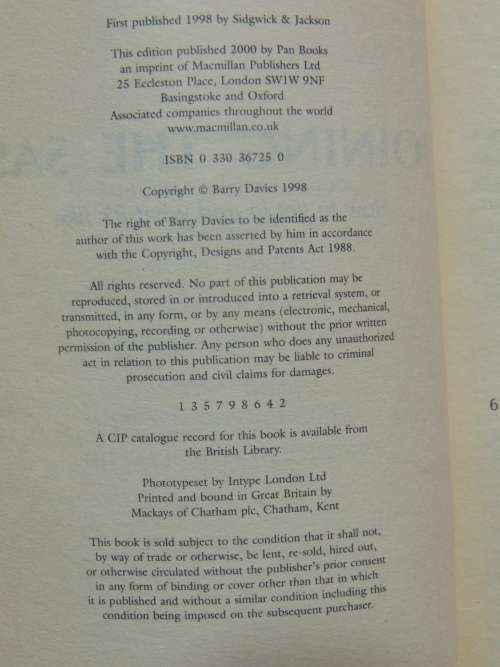 First published 1998 by Sidgwick & Jackson
This edition published 2000 by Pan Books
an imprint of Macmillan Publishers Ltd
25 Eccleston Place, London SW1W 9NF
Basingstoke and Oxford
Associated companies throughout the world
www.macmillan.co.uk
ISBN 0 330 36725 0
Copyright © Barry Davies 1998
The right of Barry Davies to be identified as the
author of this work has been asserted by him in accordance
with the Copyright, Designs and Patents Act 1988.
All rights reserved. No part of this publication may be
reproduced, stored in or introduced into a retrieval system, or
transmitted, in any form, or by any means (electronic, mechanical,
photocopying, recording or otherwise) without the prior written
permission of the publisher. Any person who does any unauthorized
act in relation to this publication may be liable to criminal
prosecution and civil claims for damages.
1 3 5 7 9 8 6 4 2
A CIP catalogue record for this book is available from
the British Library.
Phototypeset by Intype London Ltd
Printed and bound in Great Britain by
Mackays of Chatham plc, Chatham, Kent
This book is sold subject to the condition that it shall not,
by way of trade or otherwise, be lent, re-sold, hired out,
or otherwise circulated without the publisher's prior consent
in any form of binding or cover other than that in which
it is published and without a similar condition including this
condition being imposed on the subsequent purchaser.
6